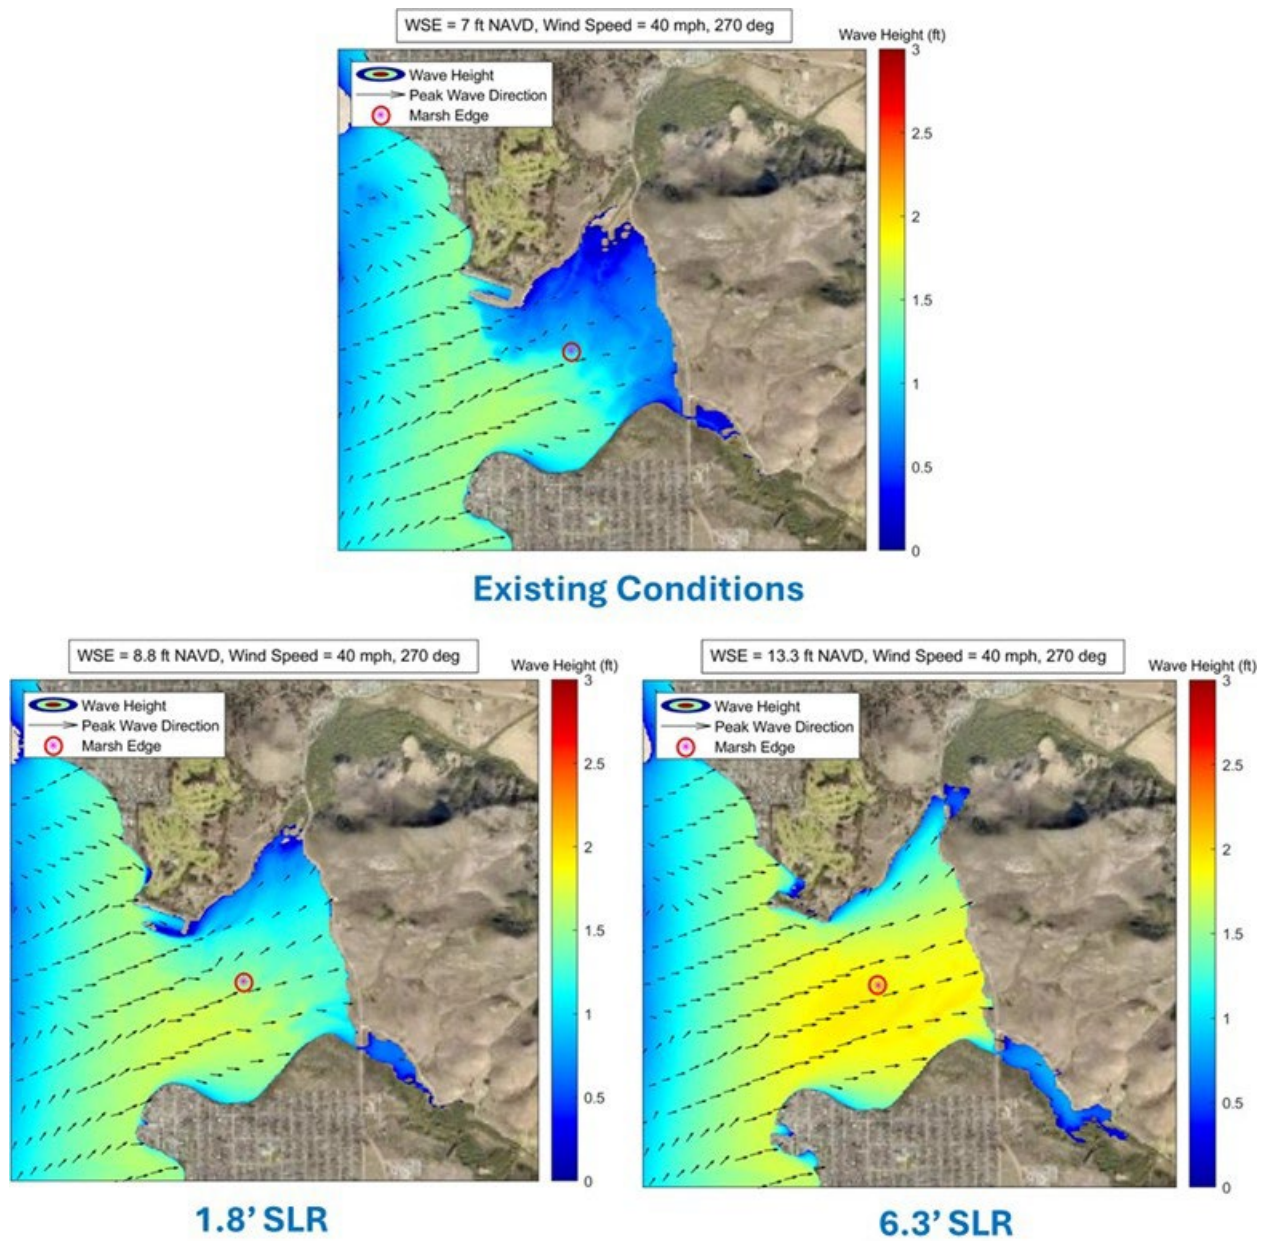 WSE = 7 ft NAVD, Wind Speed = 40 mph, 270 deg
Wave Height (ft)
Wave Height
Peak Wave Direction
Marsh Edge
3
2.5
2
1.5
1
0.5
0
Existing Conditions
WSE = 8.8 ft NAVD, Wind Speed = 40 mph, 270 deg
Wave Height (ft)
Wave Height
Peak Wave Direction
Marsh Edge
3
2.5
2
1.5
1
0.5
0
1.8' SLR
WSE = 13.3 ft NAVD, Wind Speed = 40 mph, 270 deg
Wave Height (ft)
Wave Height
Peak Wave Direction
Marsh Edge
3
2.5
2
1.5
1
0.5
0
6.3' SLR